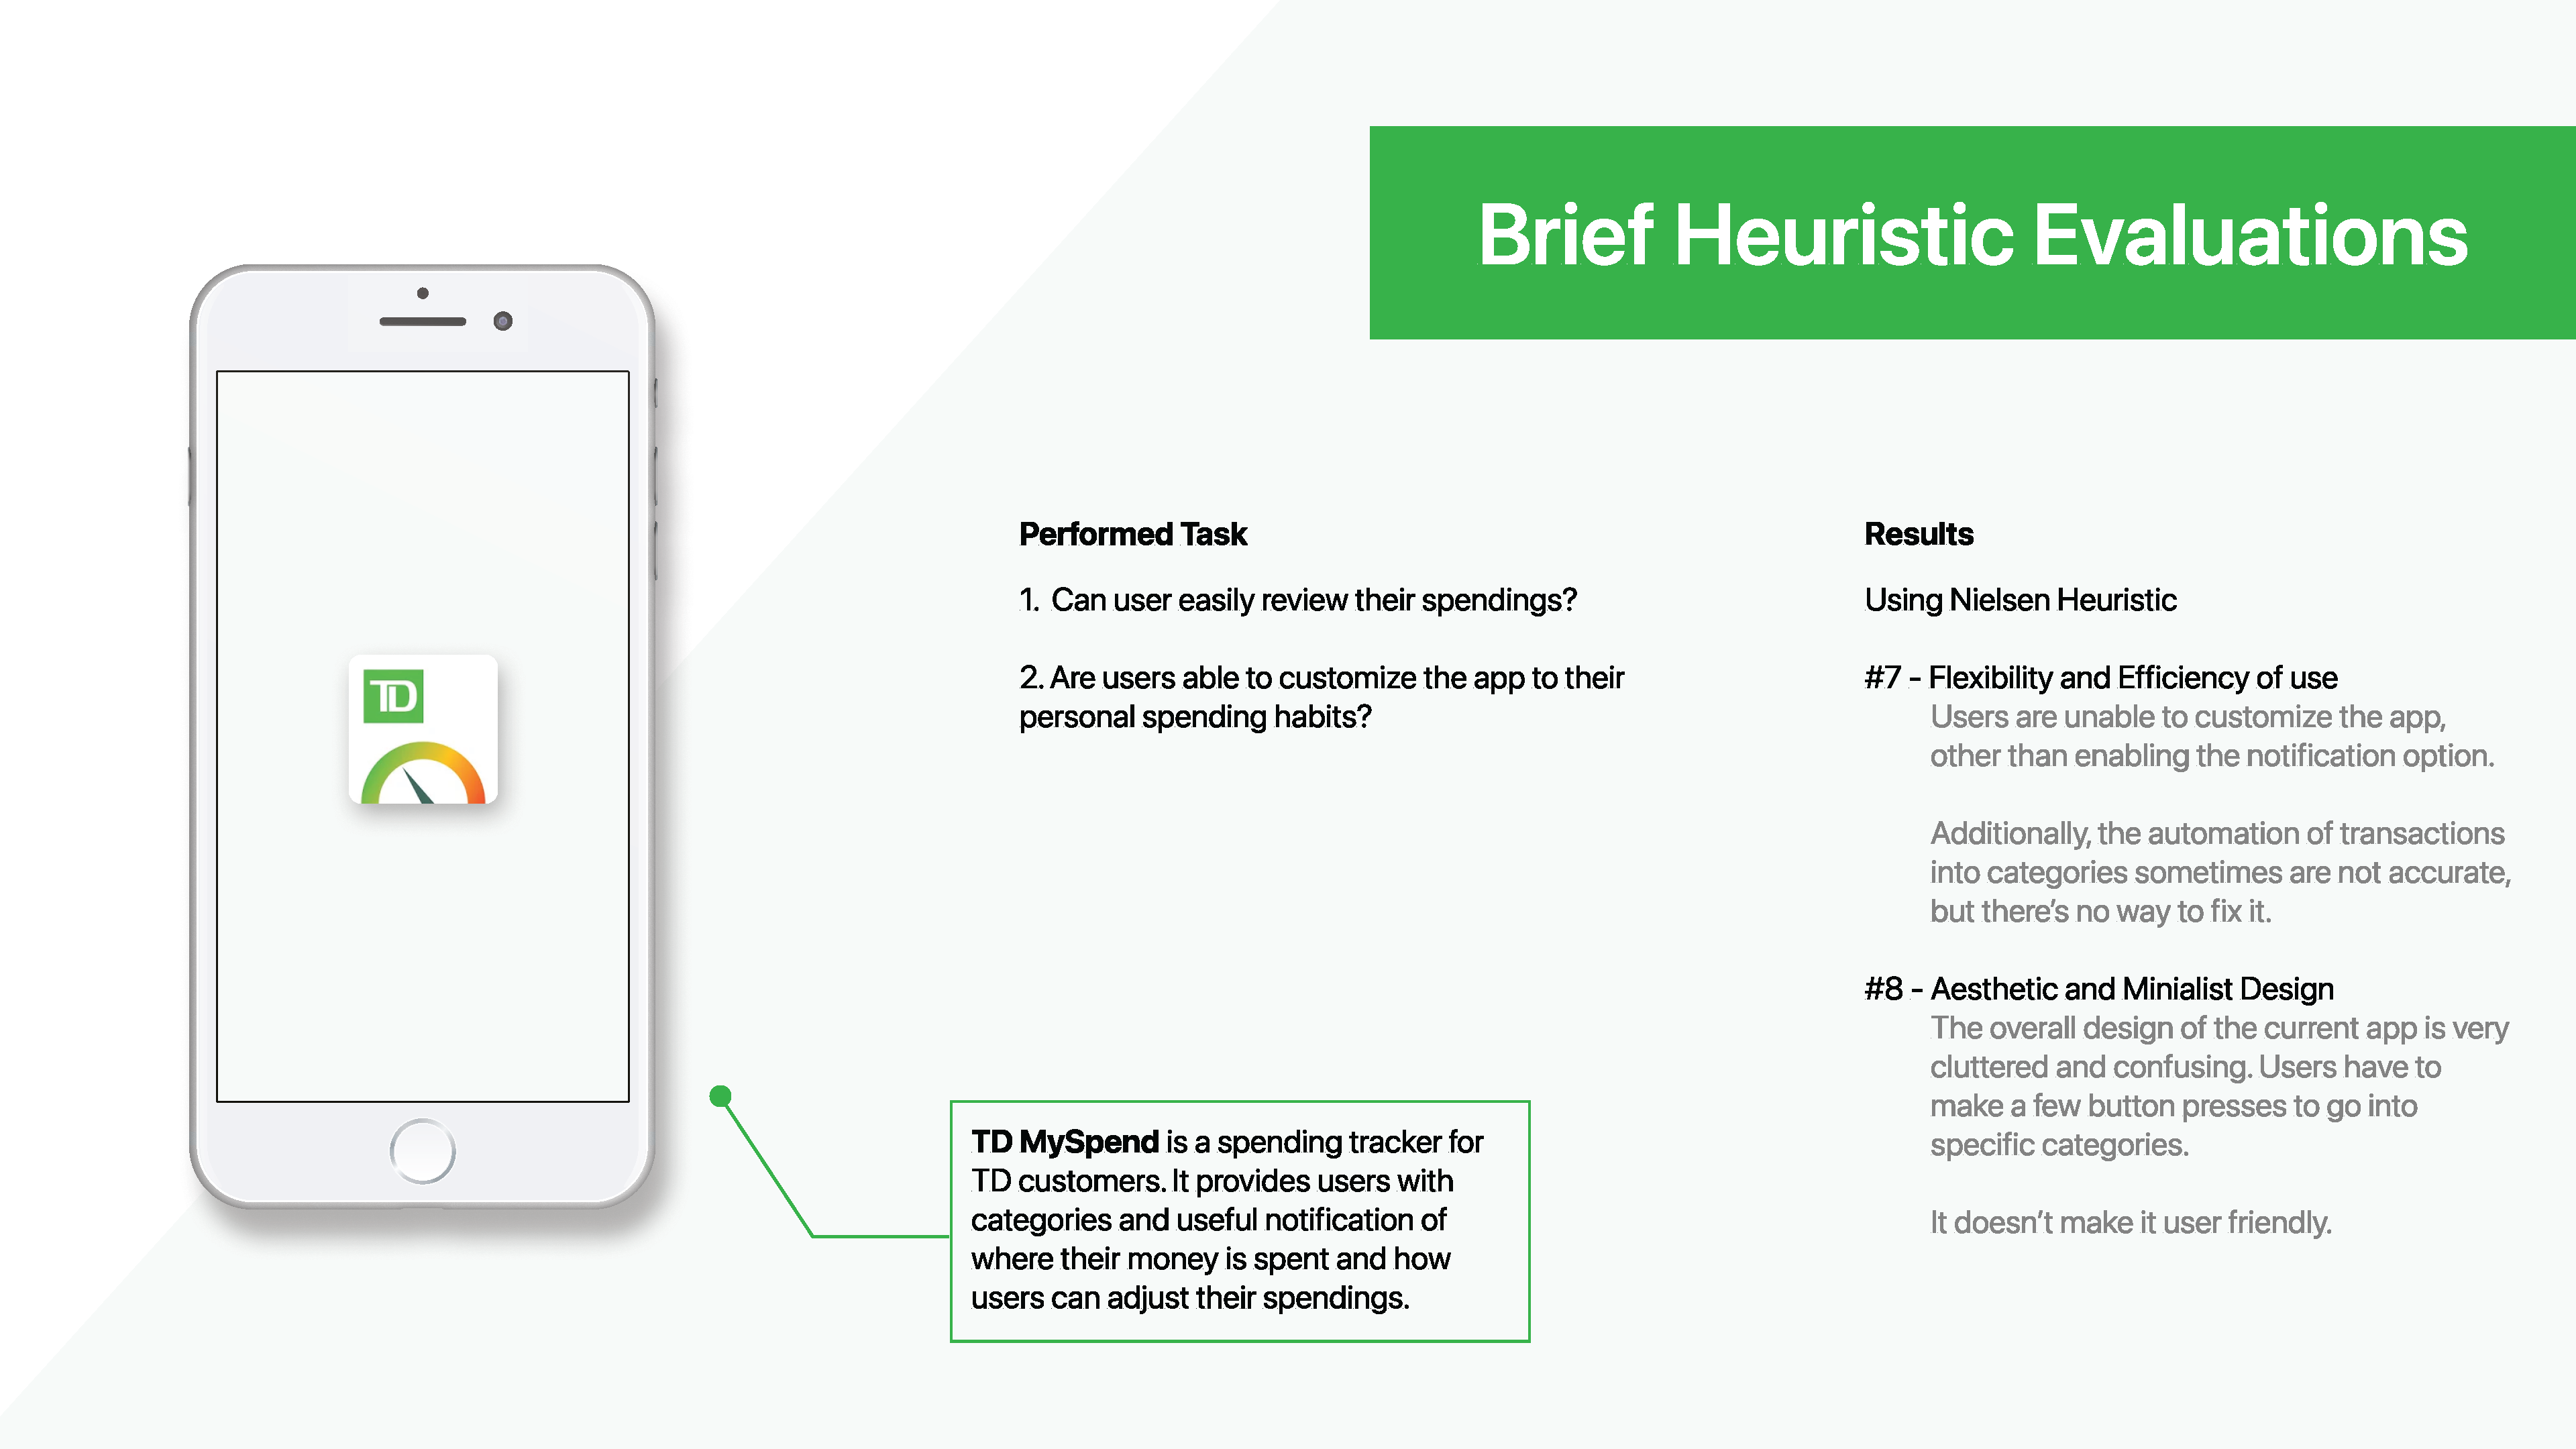 Brief Heuristic Evaluations
TD
Performed Task
1. Can user easily review their spendings?
2. Are users able to customize the app to their
personal spending habits?
TD MySpend is a spending tracker for
TD customers. It provides users with
categories and useful notification of
where their money is spent and how
users can adjust their spendings.
Results
Using Nielsen Heuristic
#7 - Flexibility and Efficiency of use
Users are unable to customize the app,
other than enabling the notification option.
Additionally, the automation of transactions
into categories sometimes are not accurate,
but there's no way to fix it.
#8 - Aesthetic and Minialist Design
The overall design of the current app is very
cluttered and confusing. Users have to
make a few button presses to go into
specific categories.
It doesn't make it user friendly.